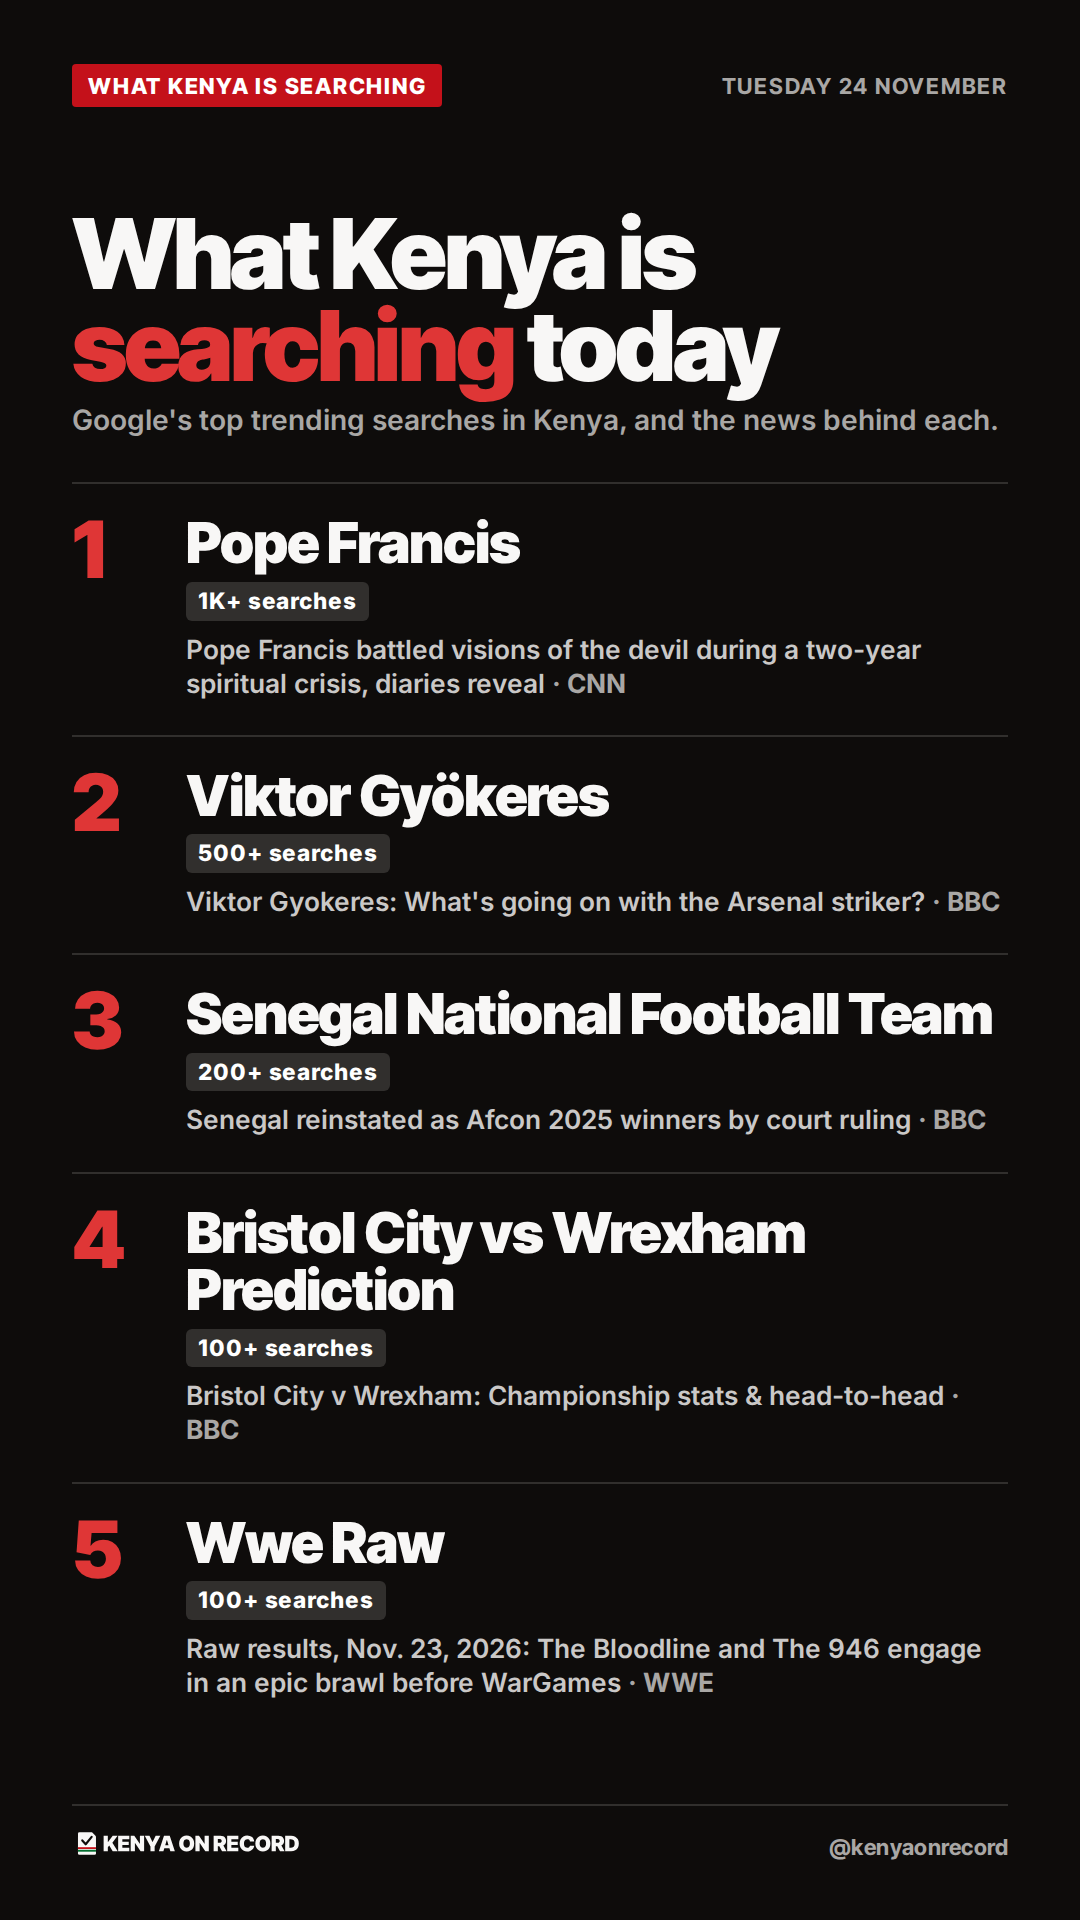 WHAT KENYA IS SEARCHING
TUESDAY 24 NOVEMBER
What Kenya is
searching today
Google's top trending searches in Kenya, and the news behind each.
1
Pope Francis
1K+ searches
Pope Francis battled visions of the devil during a two-year
spiritual crisis, diaries reveal · CNN
2
Viktor Gyökeres
500+ searches
Viktor Gyokeres: What's going on with the Arsenal striker? · BBC
3
Senegal National Football Team
200+ searches
Senegal reinstated as Afcon 2025 winners by court ruling · BBC
4
Bristol City vs Wrexham
Prediction
100+ searches
Bristol City v Wrexham: Championship stats & head-to-head ·
BBC
5
Wwe Raw
100+ searches
Raw results, Nov. 23, 2026: The Bloodline and The 946 engage
in an epic brawl before WarGames · WWE
KENYA ON RECORD
@kenyaonrecord